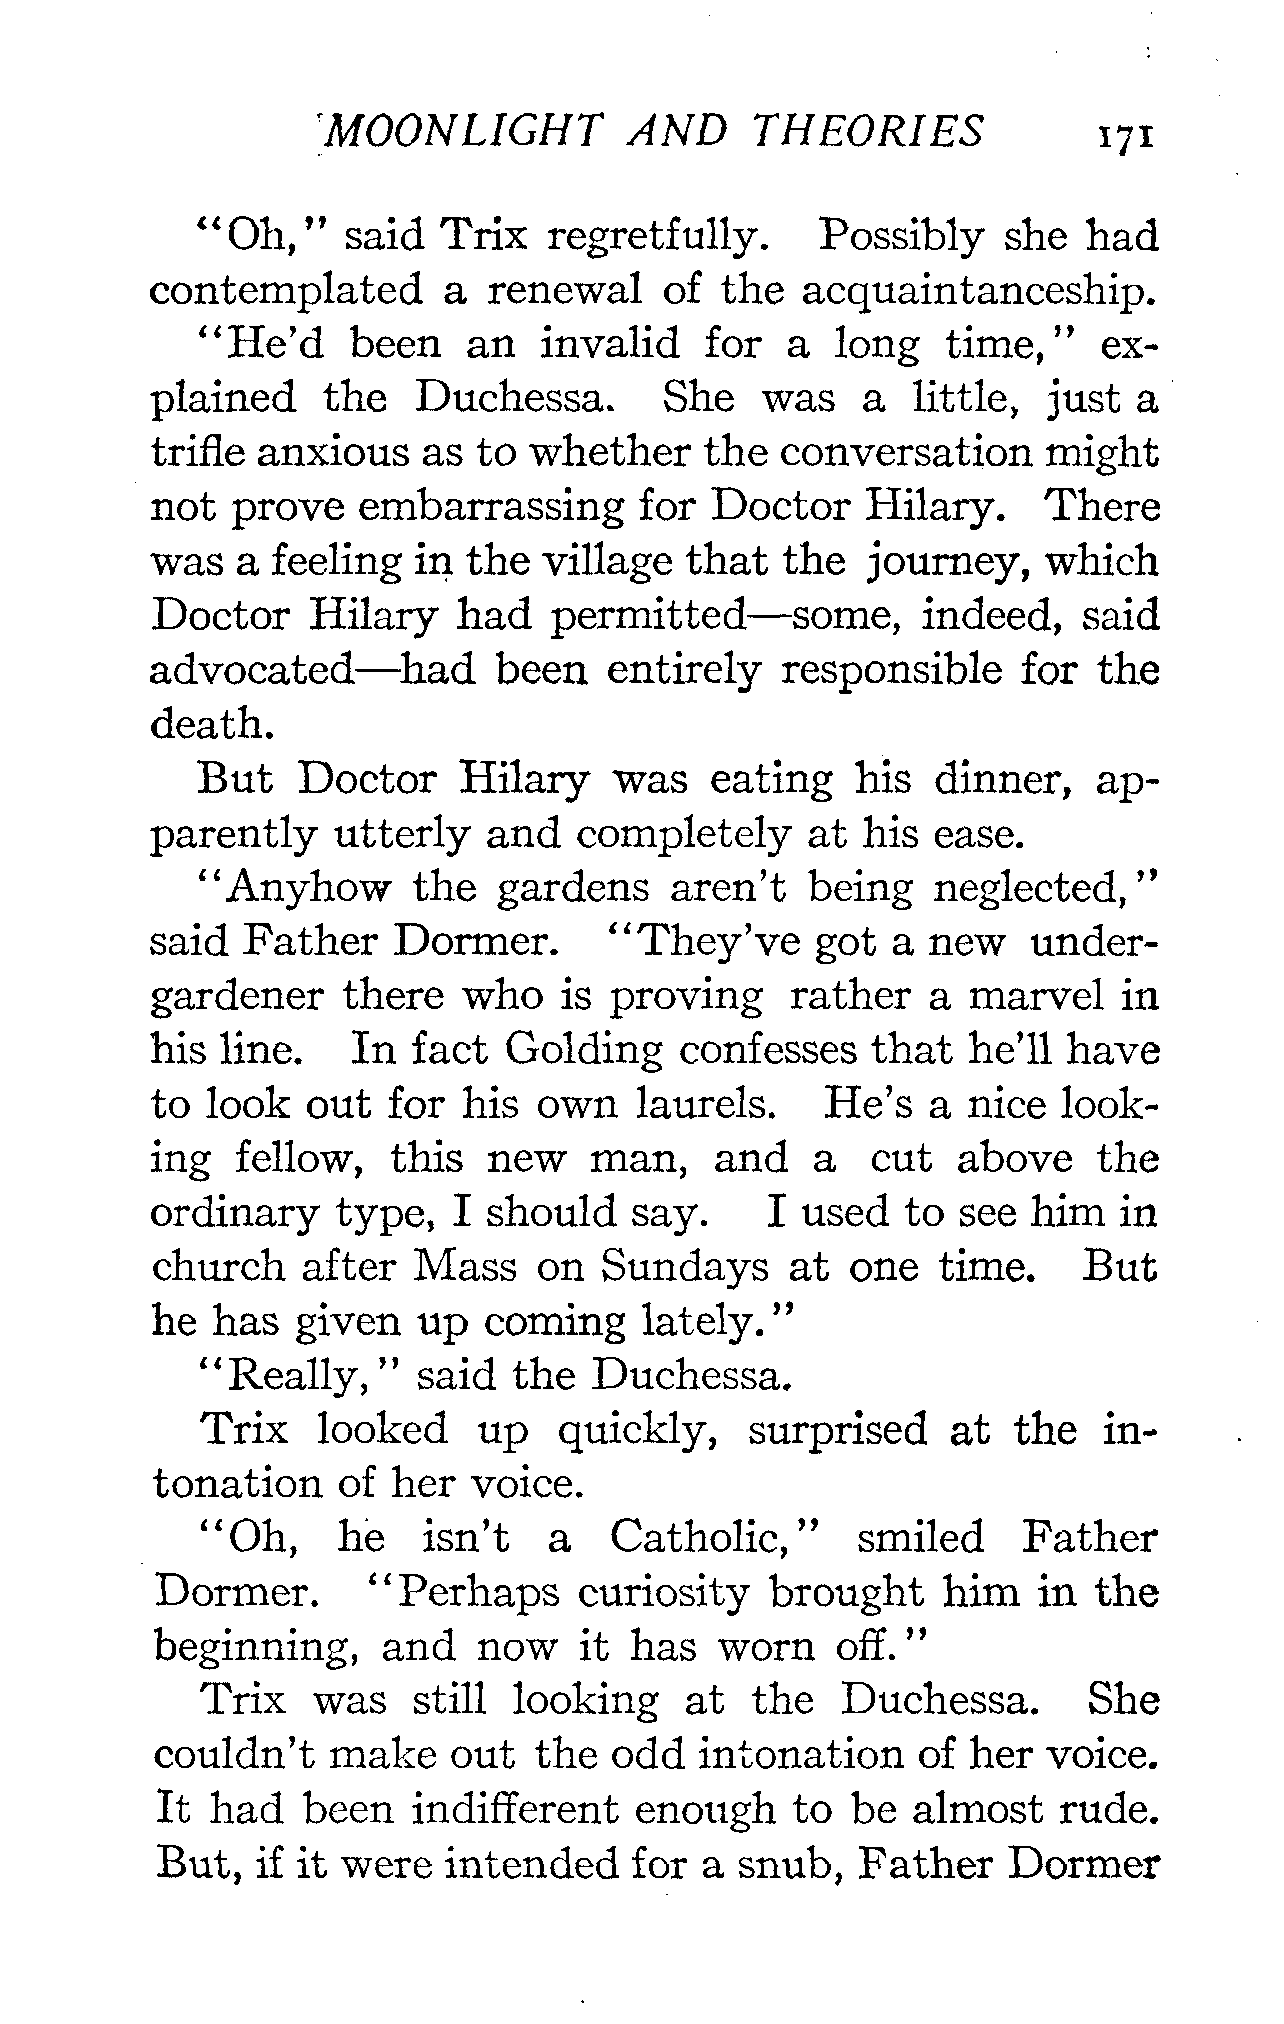 MOONLIGHT AND THEORIES 171
"Oh," said Trix regretfully. Possibly she had
contemplated a renewal of the acquaintanceship.
"He'd been an invalid for a long time," ex-
plained the Duchessa. She was a little, just a
trifle anxious as to whether the conversation might
not prove embarrassing for Doctor Hilary. There
was a feeling in the village that the journey, which
Doctor Hilary had permitted—some, indeed, said
advocated—had been entirely responsible for the
death.
But Doctor Hilary was eating his dinner, ap-
parently utterly and completely at his ease.
"Anyhow the gardens aren't being neglected,"
said Father Dormer. "They've got a new under-
gardener there who is proving rather a marvel in
his line. In fact Golding confesses that he'll have
to look out for his own laurels. He's a nice look-
ing fellow, this new man, and a cut above the
ordinary type, I should say. I used to see him in
church after Mass on Sundays at one time. But
he has given up coming lately."
"Really," said the Duchessa.
Trix looked up quickly, surprised at the in-
tonation of her voice.
"Oh, he isn't a Catholic," smiled Father
Dormer. "Perhaps curiosity brought him in the
beginning, and now it has worn off."
Trix was still looking at the Duchessa. She
couldn't make out the odd intonation of her voice.
It had been indifferent enough to be almost rude.
But, if it were intended for a snub, Father Dormer